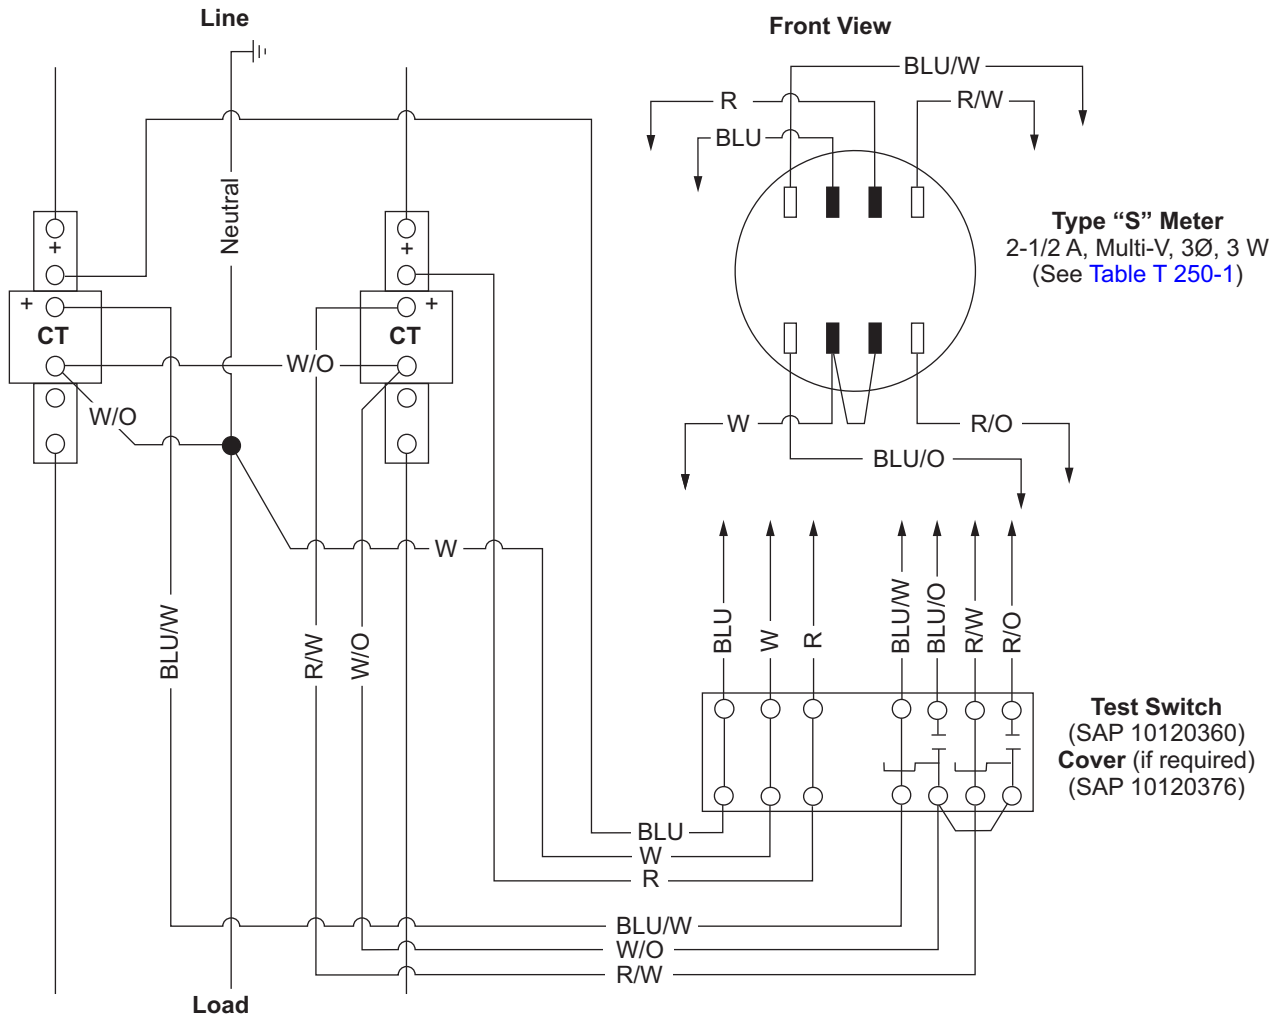 Line
Front View
BLU/W
R
R/W
BLU
Neutral
Type “S” Meter
2-1/2 A, Multi-V, 3Ø, 3 W
(See Table T 250-1)
+
+
+
+
CT
CT
W/O
W/O
W
R/O
BLU/O
W
BLU/W
R/W
W/O
BLU
W
R
BLU/W
BLU/O
R/W
R/O
Test Switch
(SAP 10120360)
Cover (if required)
(SAP 10120376)
BLU
W
R
BLU/W
W/O
R/W
Load